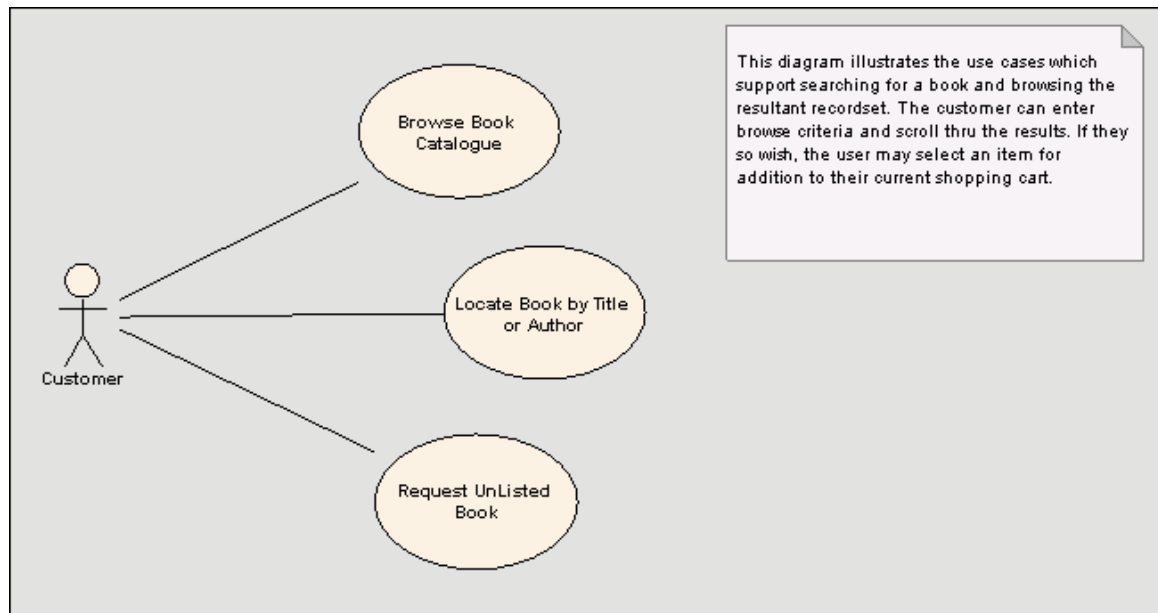 Browse Book
Catalogue
This diagram illustrates the use cases which
support searching for a book and browsing the
resultant recordset. The customer can enter
browse criteria and scroll thru the results. If they
so wish, the user may select an item for
addition to their current shopping cart.
Locate Book by Title
or Author
Customer
Request UnListed
Book